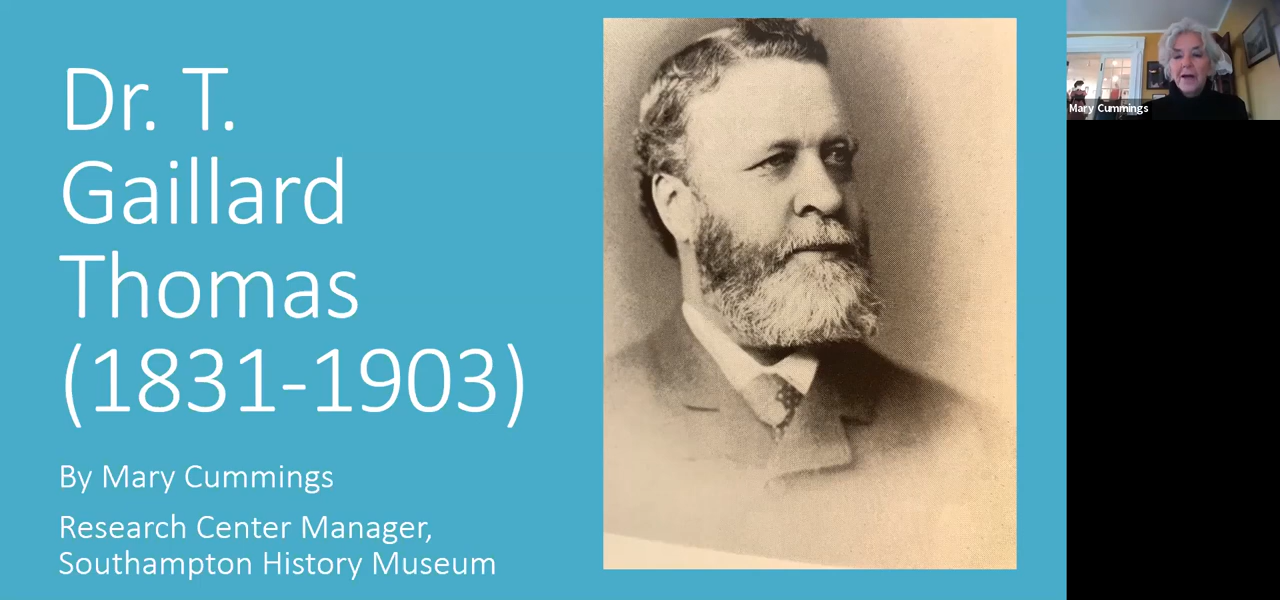 Dr. T.
Gaillard
Thomas
(1831-1903)
By Mary Cummings
Research Center Manager,
Southampton History Museum
Mary Cummings